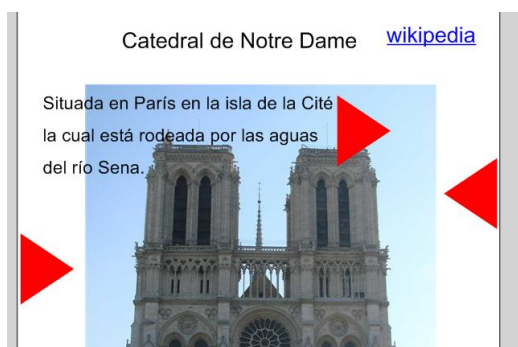 Catedral de Notre Dame
wikipedia
Situada en París en la isla de la Cité
la cual está rodeada por las aguas
del río Sena.